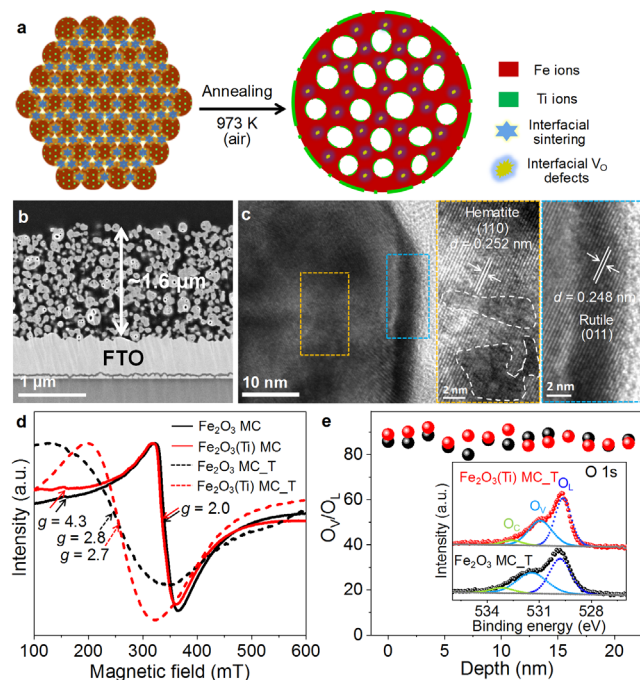 a
Annealing
973 K
(air)
Fe ions
Ti ions
Interfacial
sintering
Interfacial V_O
defects
b
~1.6 μm
FTO
1 μm
c
10 nm
Hematite
(110)
d = 0.252 nm
2 nm
d = 0.248 nm
Rutile
(011)
2 nm
d
Fe₂O₃ MC
Fe₂O₃(Ti) MC
Fe₂O₃ MC_T
Fe₂O₃(Ti) MC_T
g = 4.3
g = 2.8
g = 2.7
g = 2.0
Intensity (a.u.)
100 200 300 400 500 600
Magnetic field (mT)
e
O_V/O_L
100
80
60
40
20
0
0 5 10 15 20
Depth (nm)
O 1s
Fe₂O₃(Ti) MC_T
O_C
O_V
O_L
Fe₂O₃ MC_T
Intensity (a.u.)
534 531 528
Binding energy (eV)